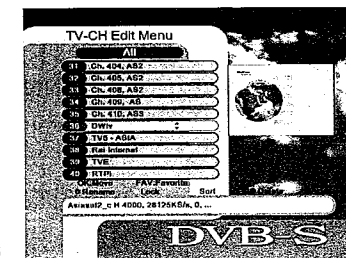 TV-CH Edit Menu
All
31 Ch. 404, AS2
32 Ch. 405, AS2
33 Ch. 408, AS2
34 Ch. 409, AS
35 Ch. 410, AS3
36 DWtv
37 TV5 - ASIA
38 Rai Internet
39 TVE
40 RTPi
OK:Move FAV:Favorite
Rename Lock Sort
Asiasat2_c H 4000, 28125KS/s, 0, ...
DVB-S